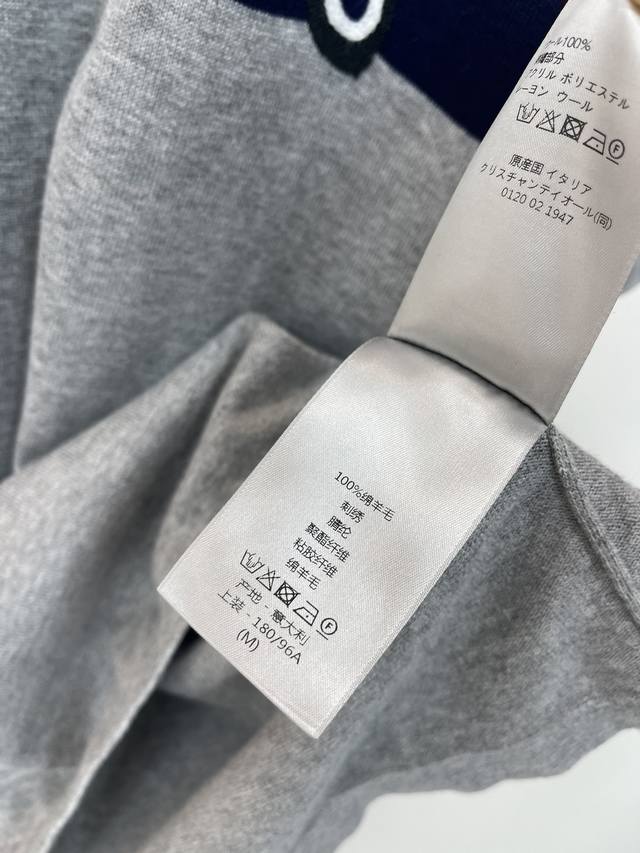 ウール100%
刺繍部分
アクリル ポリエステル
レーヨン ウール
原産国 イタリア
クリスチャンディオール(同)
0120 02 1947
100%绵羊毛
刺绣
腈纶
聚酯纤维
粘胶纤维
绵羊毛
产地 - 意大利
上装 - 180/96A
(M)